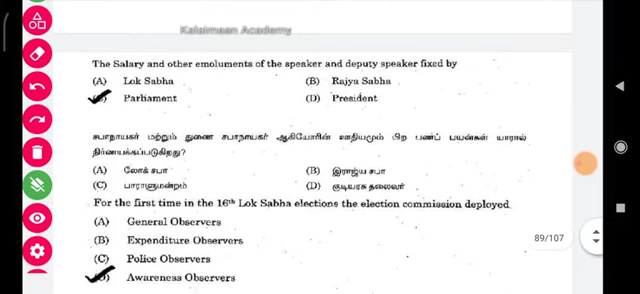 Kalaimaan Academy
The Salary and other emoluments of the speaker and deputy speaker fixed by
(A) Lok Sabha (B) Rajya Sabha
Parliament (D) President
சபாநாயகர் மற்றும் துணை சபாநாயகர் ஆகியோரின் ஊதியமும் பிற பணப் பயன்கள் யாரால்
நிர்ணயக்கப்படுகிறது?
(A) லோக் சபா (B) இராஜ்ய சபா
(C) பாராளுமன்றம் (D) குடியரசு தலைவர்
For the first time in the 16th Lok Sabha elections the election commission deployed
89/107
(A) General Observers
(B) Expenditure Observers
(C) Police Observers
Awareness Observers